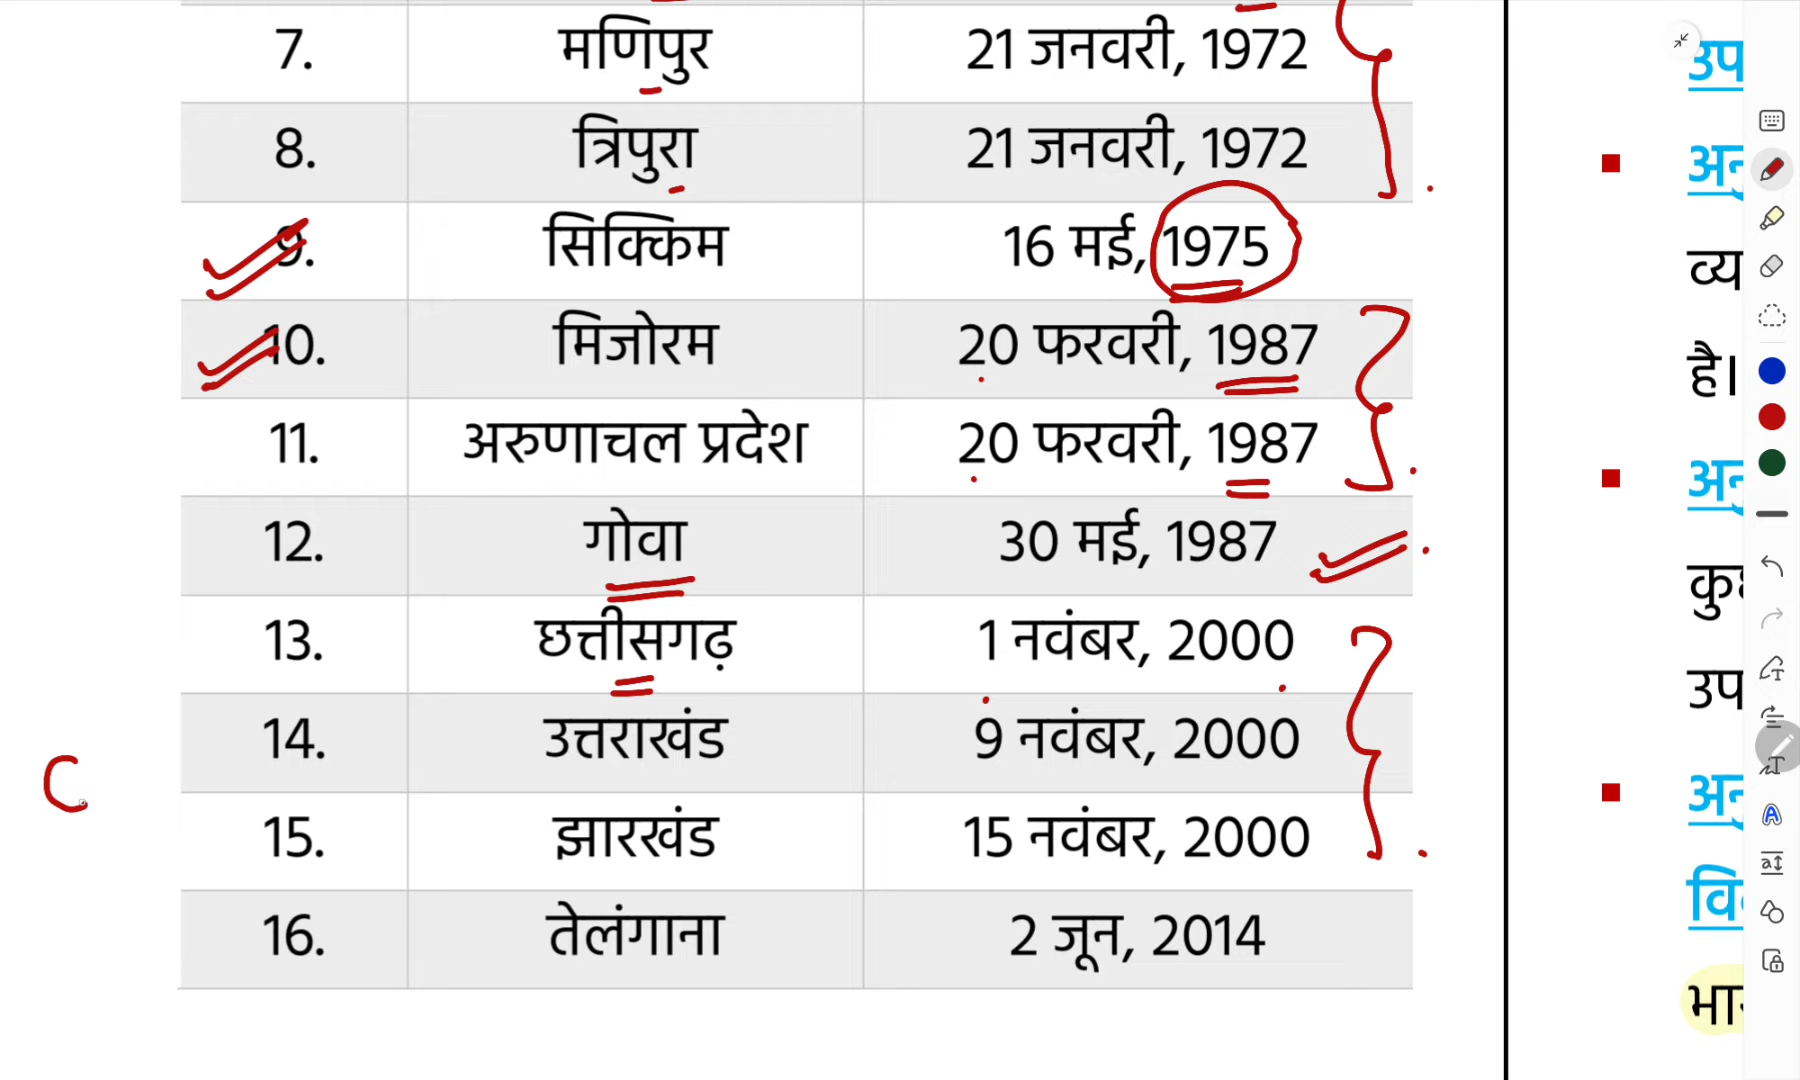 7. मणिपुर 21 जनवरी, 1972
8. त्रिपुरा 21 जनवरी, 1972
9. सिक्किम 16 मई, 1975
10. मिजोरम 20 फरवरी, 1987
11. अरुणाचल प्रदेश 20 फरवरी, 1987
12. गोवा 30 मई, 1987
13. छत्तीसगढ़ 1 नवंबर, 2000
14. उत्तराखंड 9 नवंबर, 2000
15. झारखंड 15 नवंबर, 2000
16. तेलंगाना 2 जून, 2014
C
उप
व्य
है।
उप